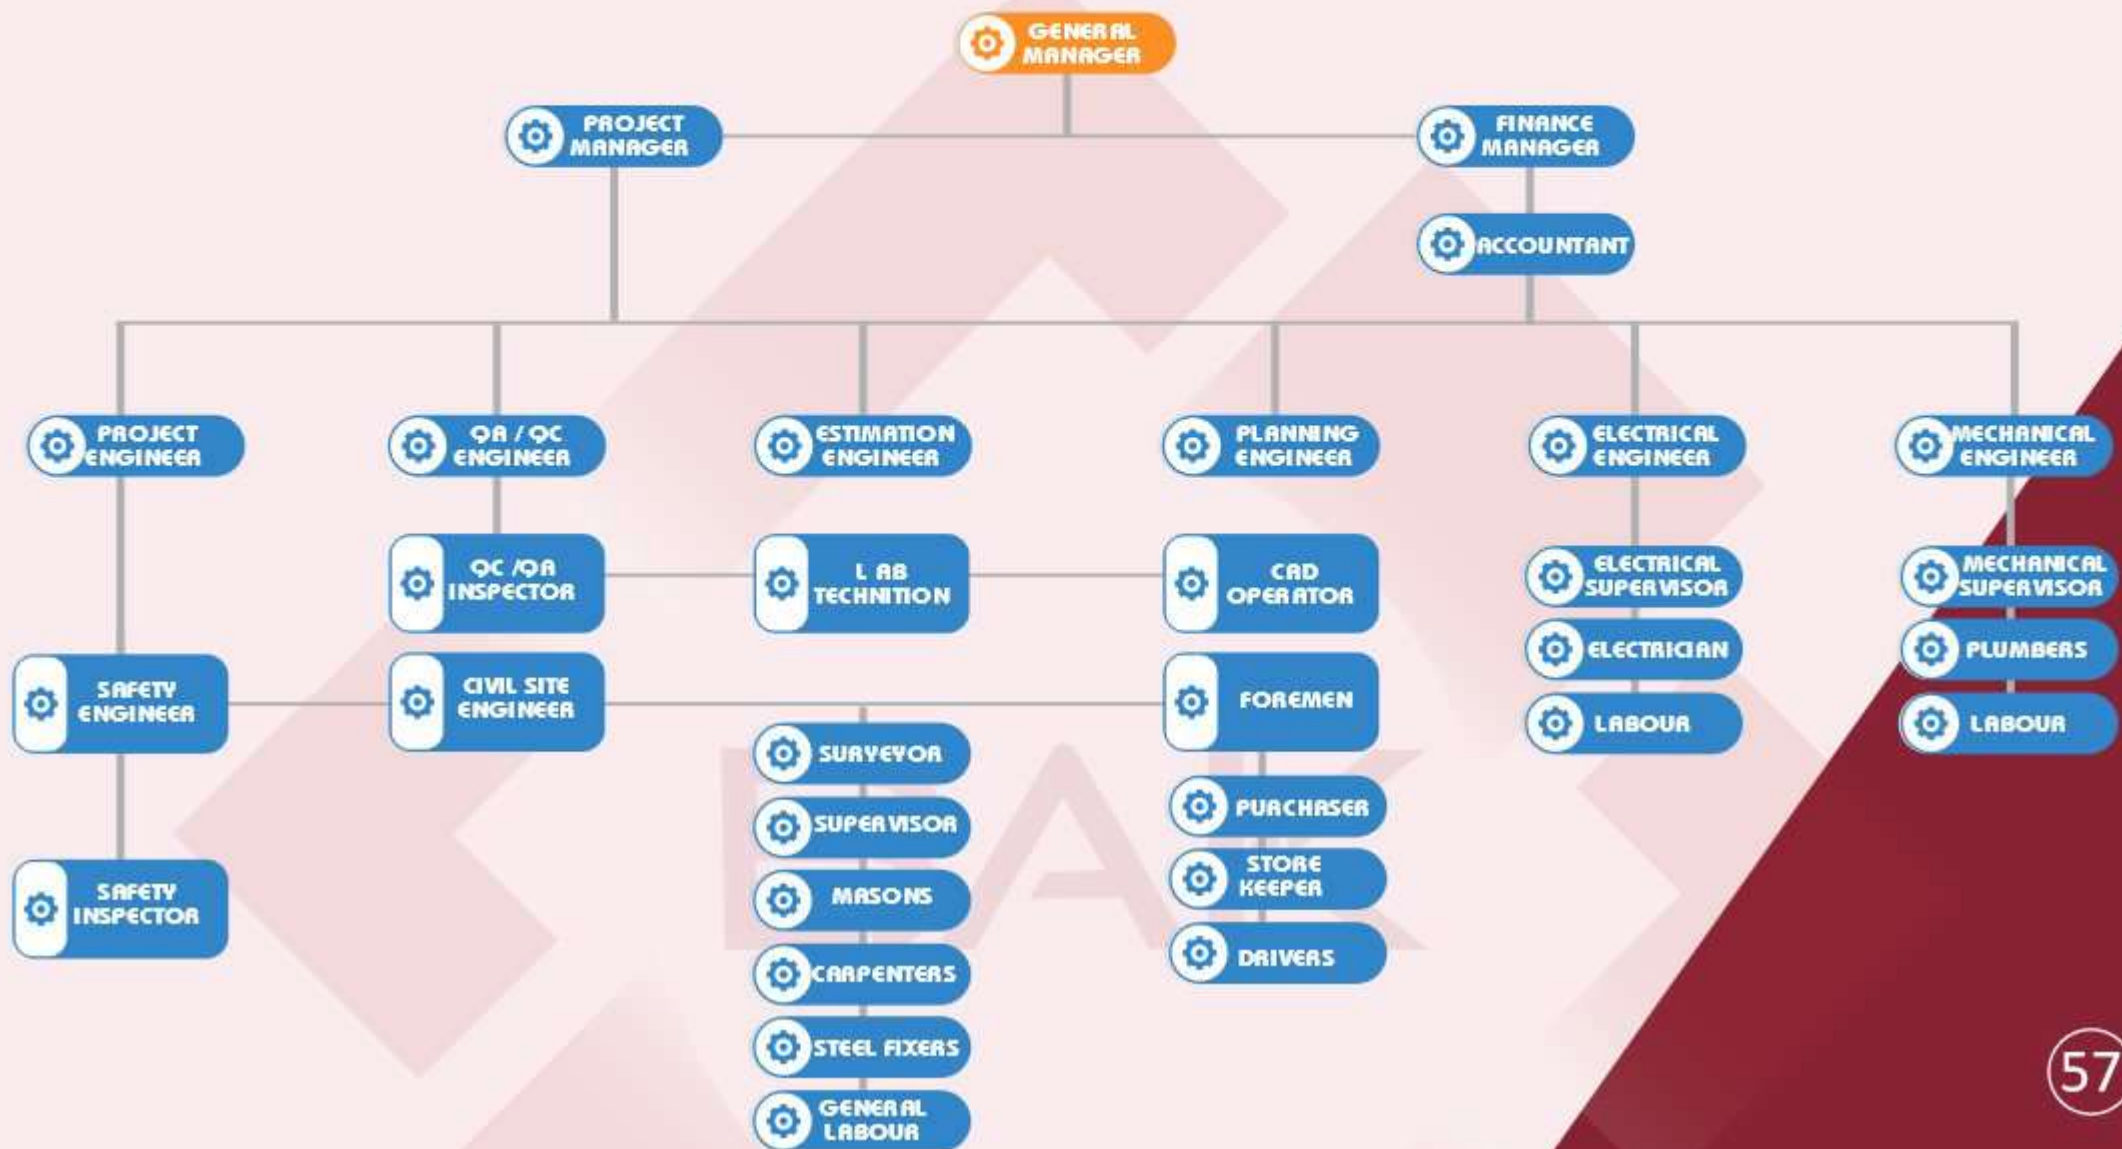 GENERAL
MANAGER
PROJECT
MANAGER
FINANCE
MANAGER
ACCOUNTANT
PROJECT
ENGINEER
QA / QC
ENGINEER
ESTIMATION
ENGINEER
PLANNING
ENGINEER
ELECTRICAL
ENGINEER
MECHANICAL
ENGINEER
QC /QA
INSPECTOR
L AB
TECHNITION
CAD
OPERATOR
ELECTRICAL
SUPERVISOR
MECHANICAL
SUPERVISOR
ELECTRICIAN
PLUMBERS
SAFETY
ENGINEER
CIVIL SITE
ENGINEER
FOREMEN
LABOUR
LABOUR
SURYEYOR
SUPERVISOR
MASONS
CARPENTERS
STEEL FIXERS
GENERAL
LABOUR
PURCHASER
STORE
KEEPER
DRIVERS
SAFETY
INSPECTOR
57